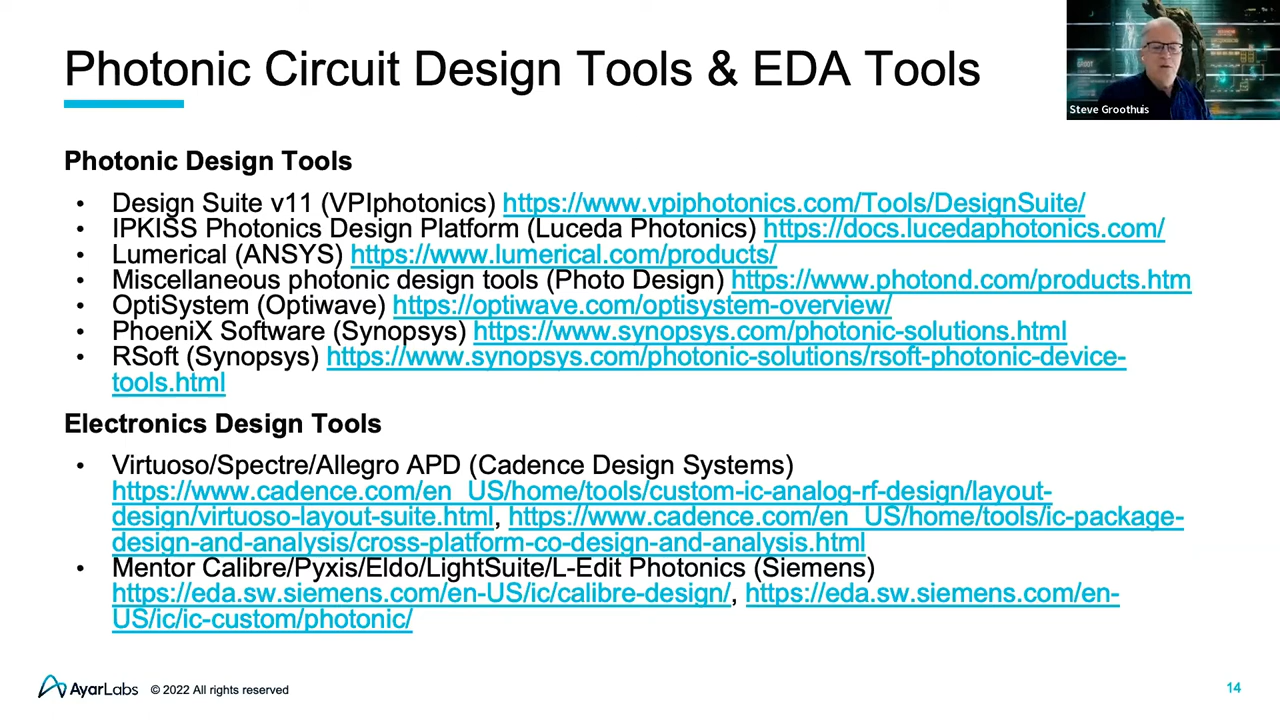 Photonic Circuit Design Tools & EDA Tools
Steve Groothuis
Photonic Design Tools
• Design Suite v11 (VPIphotonics) https://www.vpiphotonics.com/Tools/DesignSuite/
• IPKISS Photonics Design Platform (Luceda Photonics) https://docs.lucedaphotonics.com/
• Lumerical (ANSYS) https://www.lumerical.com/products/
• Miscellaneous photonic design tools (Photo Design) https://www.photond.com/products.htm
• OptiSystem (Optiwave) https://optiwave.com/optisystem-overview/
• PhoeniX Software (Synopsys) https://www.synopsys.com/photonic-solutions.html
• RSoft (Synopsys) https://www.synopsys.com/photonic-solutions/rsoft-photonic-device-
tools.html
Electronics Design Tools
• Virtuoso/Spectre/Allegro APD (Cadence Design Systems)
https://www.cadence.com/en_US/home/tools/custom-ic-analog-rf-design/layout-
design/virtuoso-layout-suite.html, https://www.cadence.com/en_US/home/tools/ic-package-
design-and-analysis/cross-platform-co-design-and-analysis.html
• Mentor Calibre/Pyxis/Eldo/LightSuite/L-Edit Photonics (Siemens)
https://eda.sw.siemens.com/en-US/ic/calibre-design/, https://eda.sw.siemens.com/en-
US/ic/ic-custom/photonic/
AyarLabs © 2022 All rights reserved
14